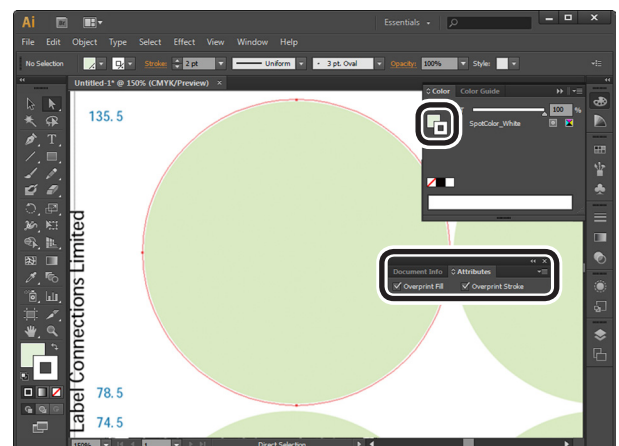 Ai Br Essentials
File Edit Object Type Select Effect View Window Help
No Selection Stroke: 2 pt Uniform 3 pt. Oval Opacity: 100% Style:
Untitled-1* @ 150% (CMYK/Preview) ×
Color Color Guide
T 100 %
SpotColor_White
135.5
Label Connections Limited
Document Info Attributes
Overprint Fill Overprint Stroke
78.5
74.5
150% 1 Direct Selection